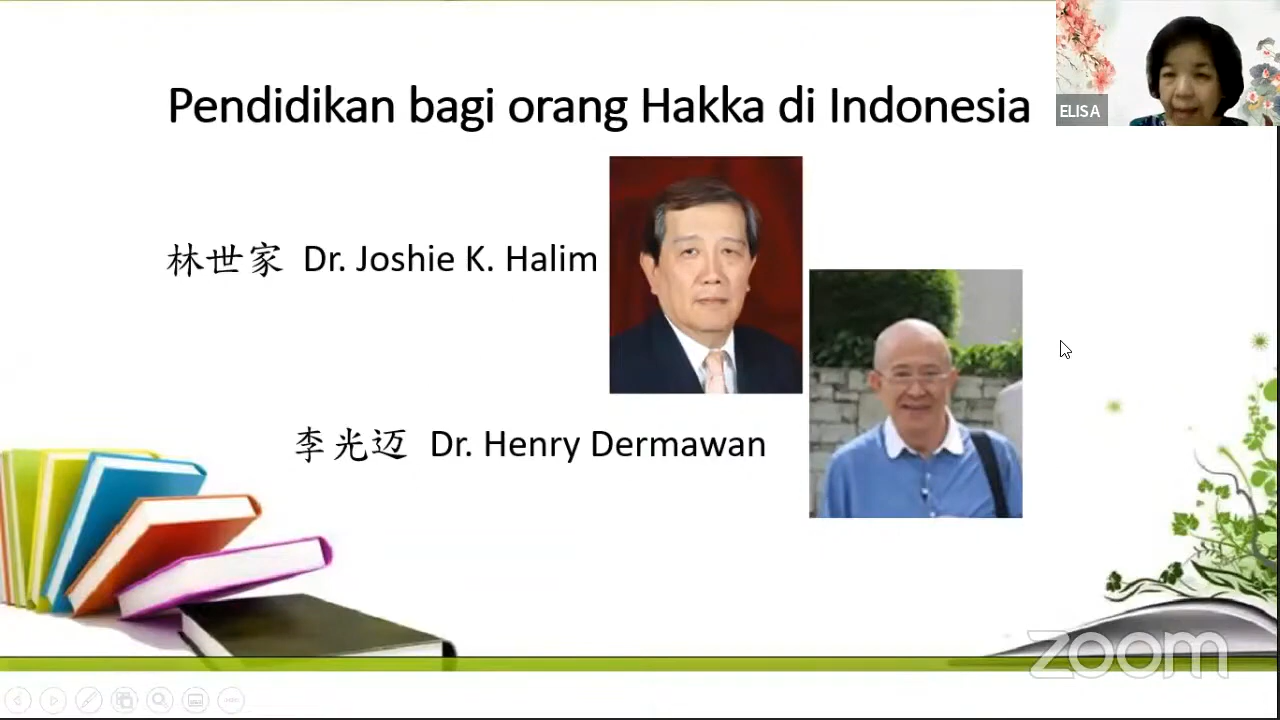 Pendidikan bagi orang Hakka di Indonesia
ELISA
林世家 Dr. Joshie K. Halim
李光迈 Dr. Henry Dermawan
zoom